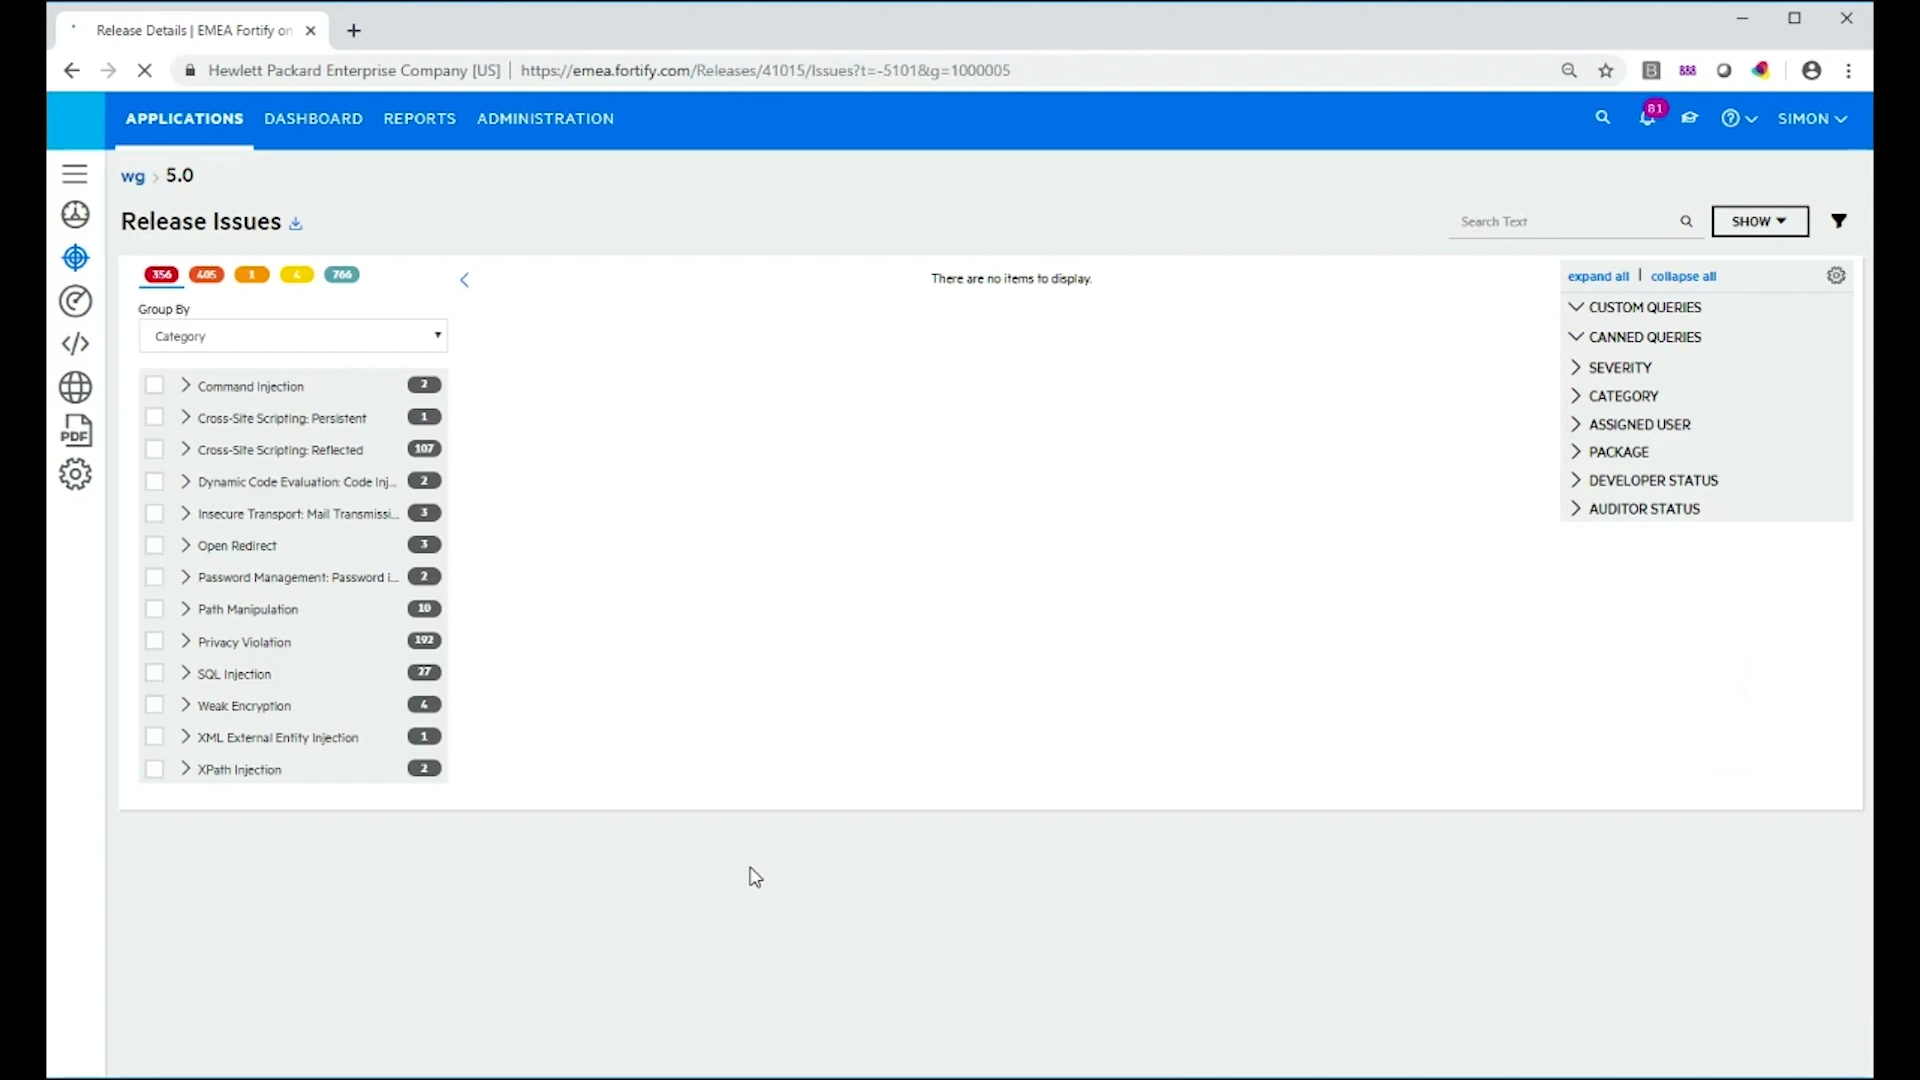 Release Details | EMEA Fortify on
Hewlett Packard Enterprise Company [US] | https://emea.fortify.com/Releases/41015/Issues?t=-5101&g=1000005
APPLICATIONS DASHBOARD REPORTS ADMINISTRATION 81 SIMON
wg > 5.0
Release Issues
Search Text SHOW
356 405 1 4 766
There are no items to display.
expand all | collapse all
Group By
Category
Command Injection 2
Cross-Site Scripting: Persistent 1
Cross-Site Scripting: Reflected 107
Dynamic Code Evaluation: Code Inj... 2
Insecure Transport: Mail Transmissi... 3
Open Redirect 3
Password Management: Password i... 2
Path Manipulation 10
Privacy Violation 192
SQL Injection 27
Weak Encryption 4
XML External Entity Injection 1
XPath Injection 2
CUSTOM QUERIES
CANNED QUERIES
SEVERITY
CATEGORY
ASSIGNED USER
PACKAGE
DEVELOPER STATUS
AUDITOR STATUS
PDF